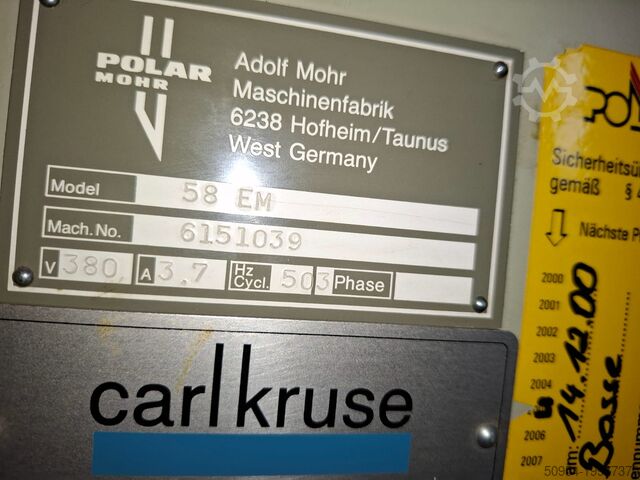 POLAR
MOHR
Adolf Mohr
Maschinenfabrik
6238 Hofheim/Taunus
West Germany
Model 58 EM
Mach.No. 6151039
V 380 A 3.7 Hz Cycl. 50 3 Phase
carlkruse
Sicherheitsü
gemäß §
Nächste P
2000
2001
2002
2003
2004
2006
2007
am: 14.12.00
Basse